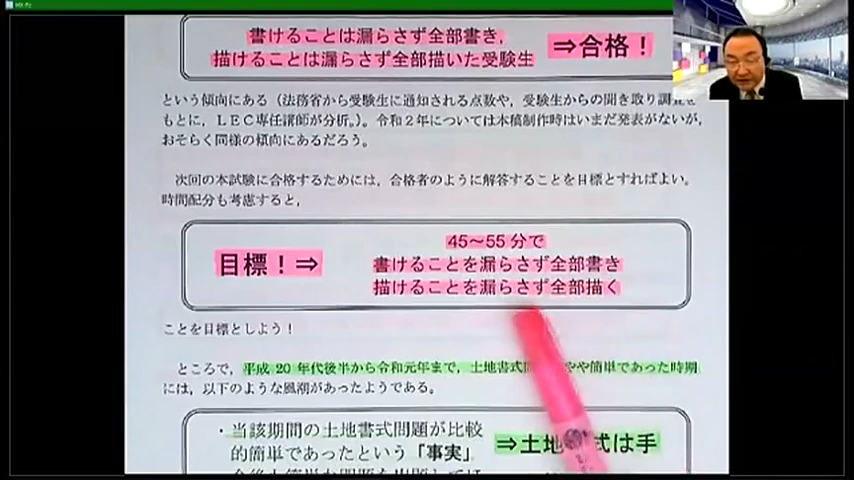 書けることは漏らさず全部書き，
描けることは漏らさず全部描いた受験生
⇒合格！
という傾向にある（法務省から受験生に通知される点数や，受験生からの聞き取り調査を
もとに，ＬＥＣ専任講師が分析。）。令和２年については本稿制作時はいまだ発表がないが，
おそらく同様の傾向にあるだろう。
次回の本試験に合格するためには，合格者のように解答することを目標とすればよい。
時間配分も考慮すると，
目標！⇒
45～55 分で
書けることを漏らさず全部書き
描けることを漏らさず全部描く
ことを目標としよう！
ところで，平成 20 年代後半から令和元年まで，土地書式問 やや簡単であった時期
には，以下のような風潮があったようである。
・当該期間の土地書式問題が比較
的簡単であったという「事実」
⇒土地 式は手